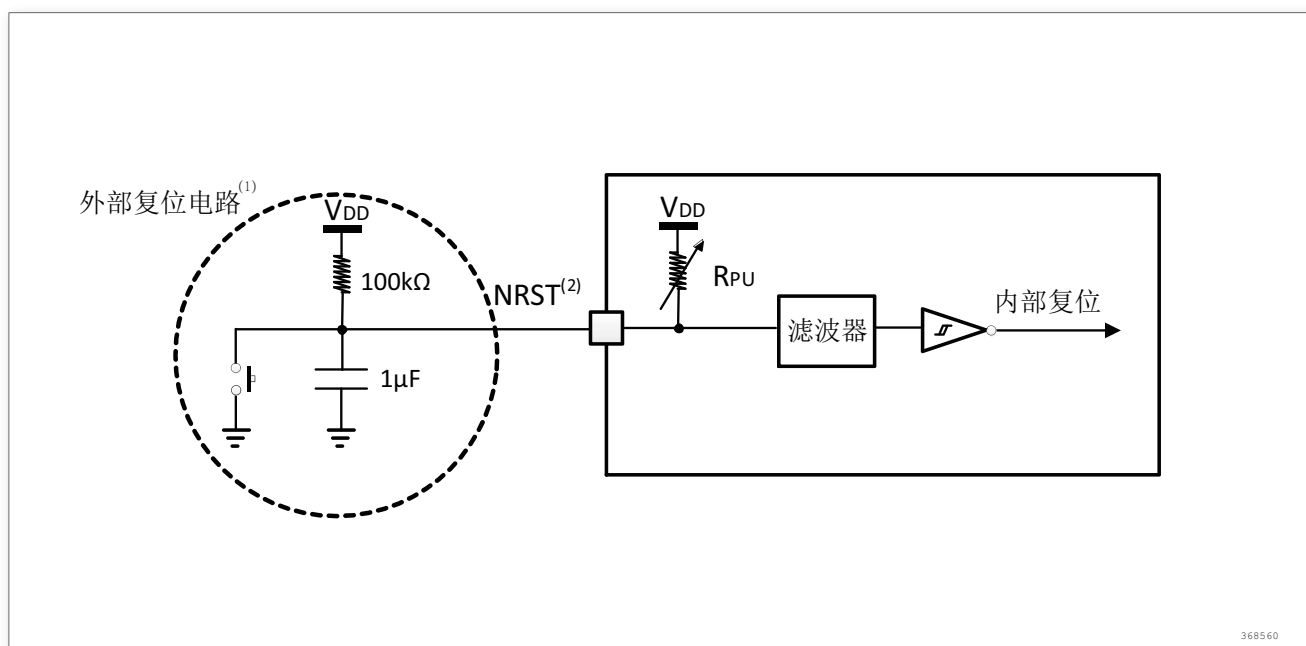 外部复位电路(1)
VDD
100kΩ
1μF
NRST(2)
VDD
RPU
滤波器
内部复位
368560